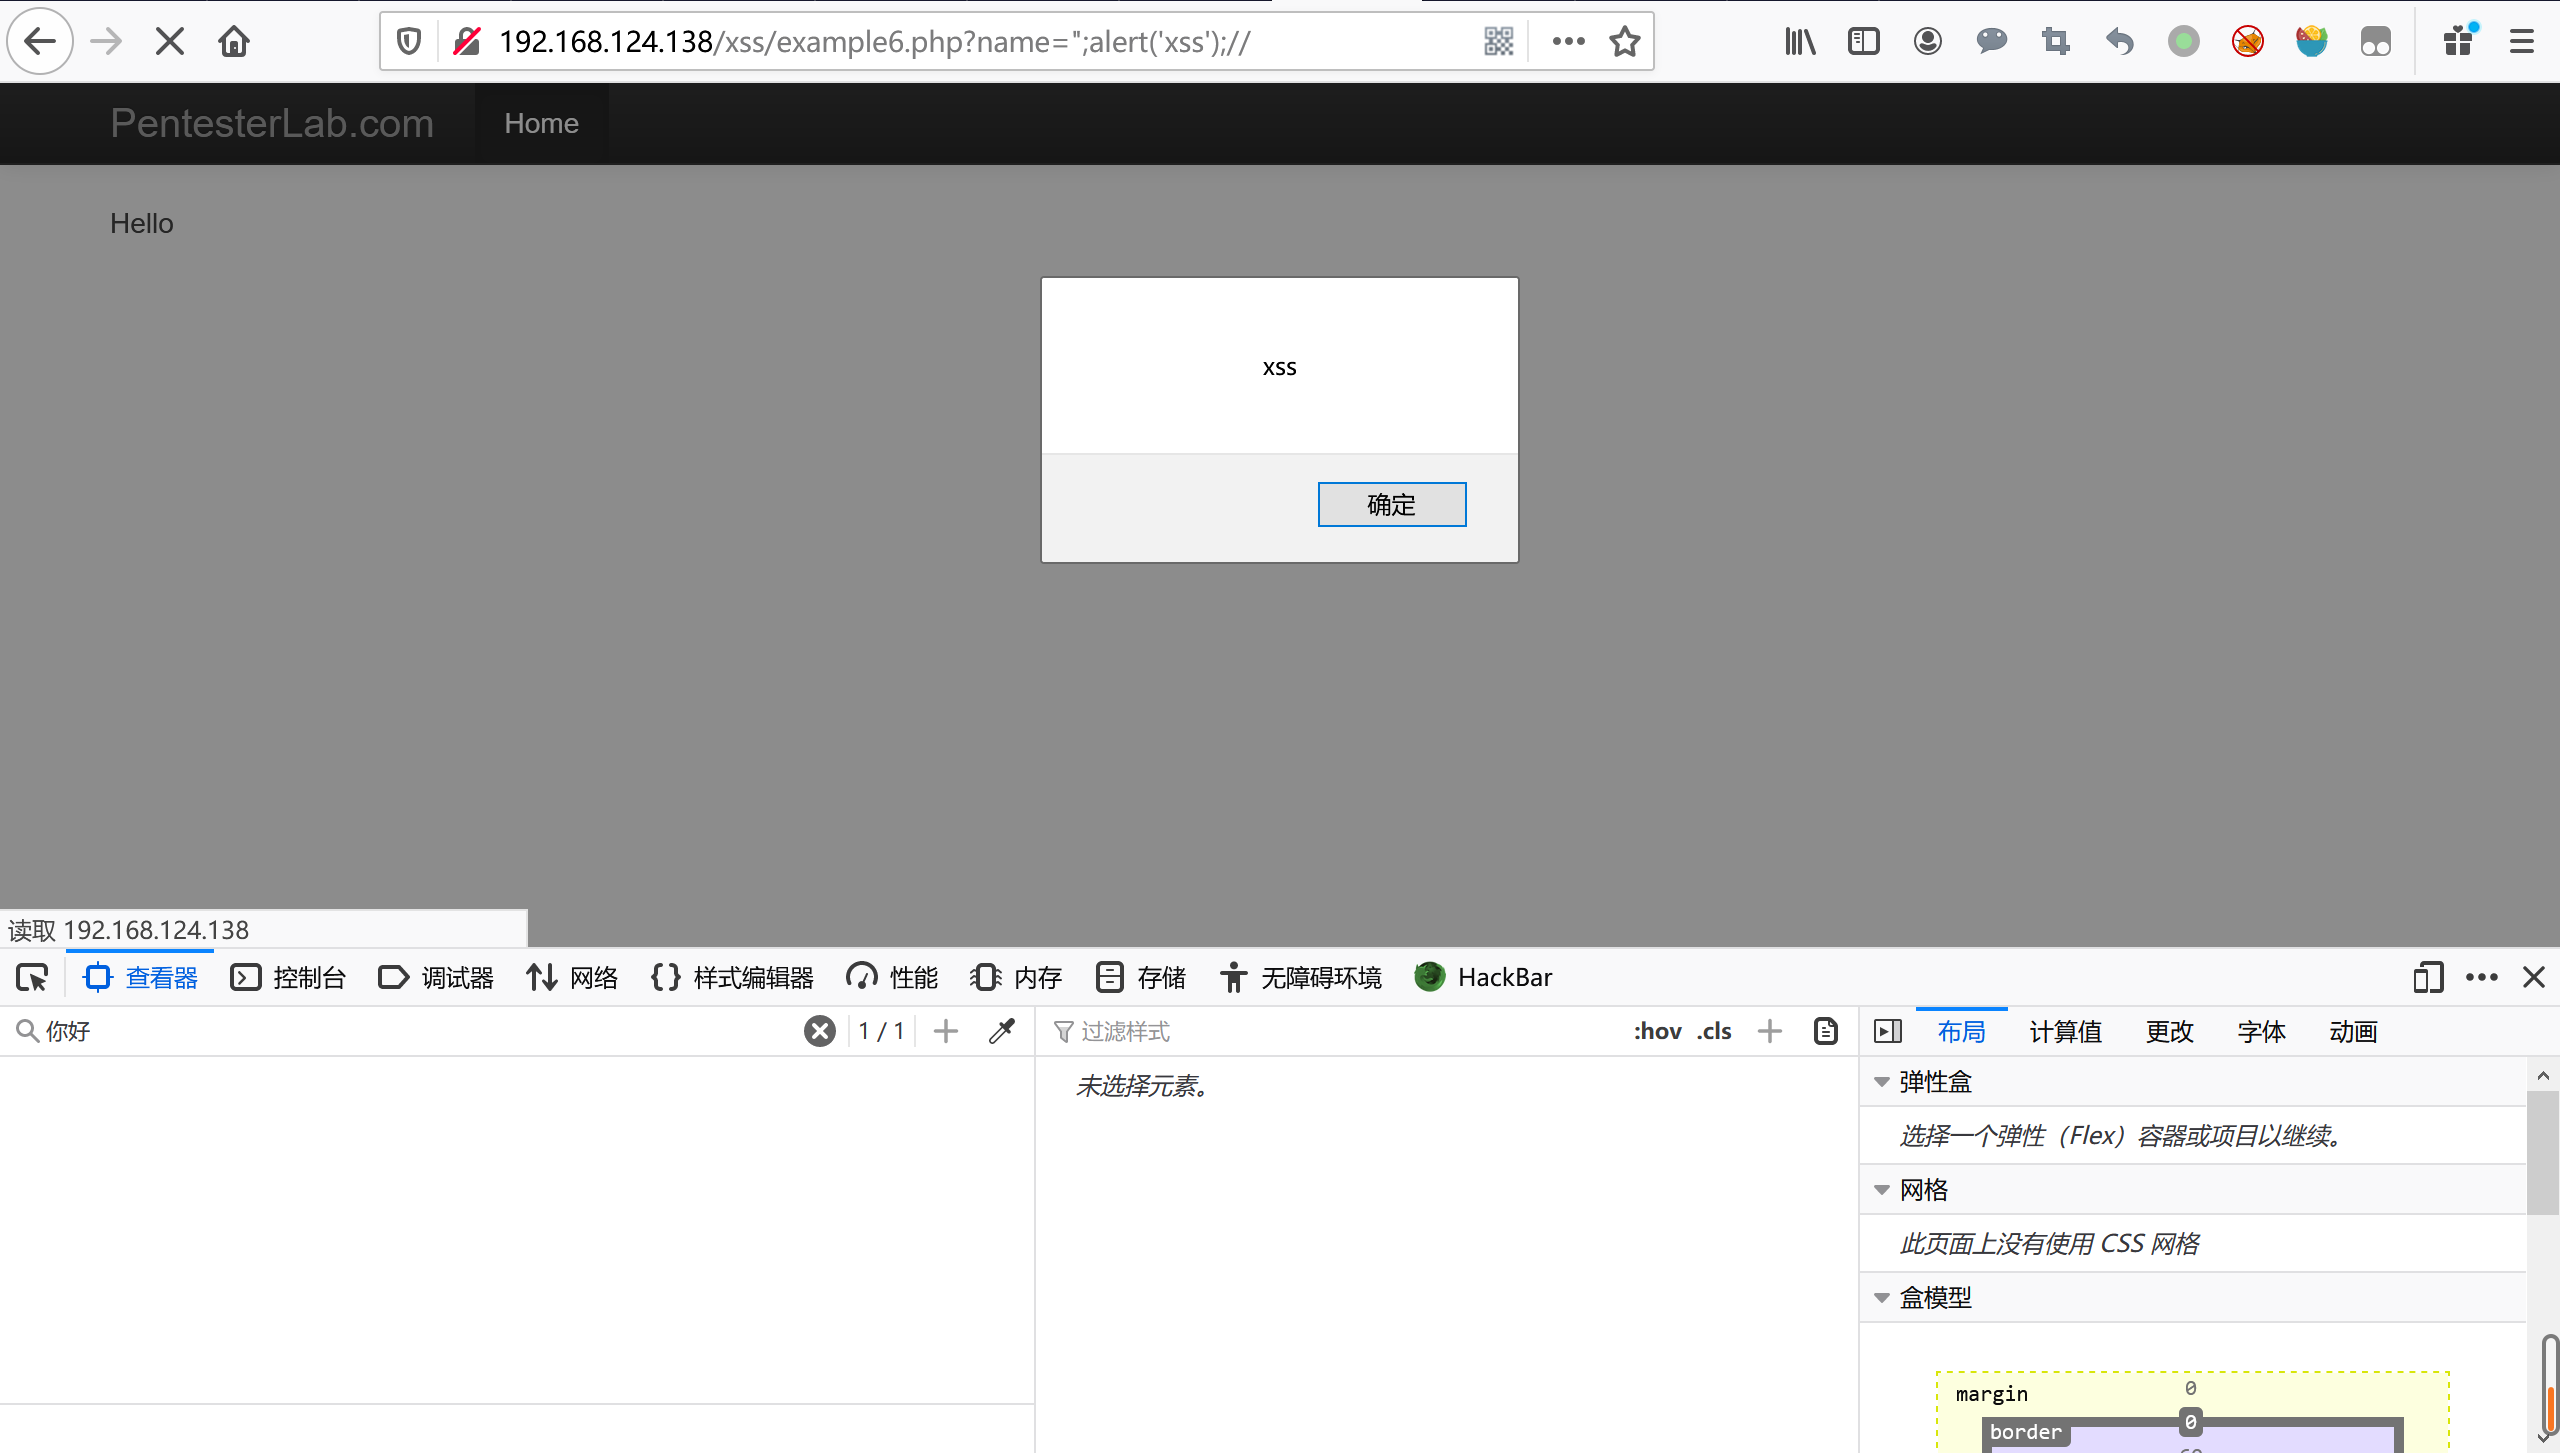 192.168.124.138/xss/example6.php?name=";alert('xss');//
PentesterLab.com Home
Hello
xss
确定
读取 192.168.124.138
查看器 控制台 调试器 网络 {} 样式编辑器 性能 内存 存储 无障碍环境 HackBar
你好 1 / 1 过滤样式 :hov .cls 布局 计算值 更改 字体 动画
未选择元素。
弹性盒
选择一个弹性（Flex）容器或项目以继续。
网格
此页面上没有使用 CSS 网格
盒模型
margin 0
border 0